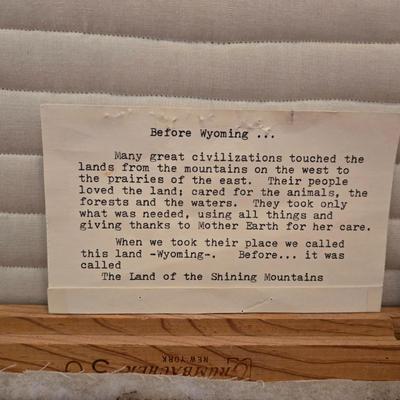 Before Wyoming ...
Many great civilizations touched the
lands from the mountains on the west to
the prairies of the east. Their people
loved the land; cared for the animals, the
forests and the waters. They took only
what was needed, using all things and
giving thanks to Mother Earth for her care.
When we took their place we called
this land -Wyoming-. Before... it was
called
The Land of the Shining Mountains
GRUMBACHER
NEW YORK